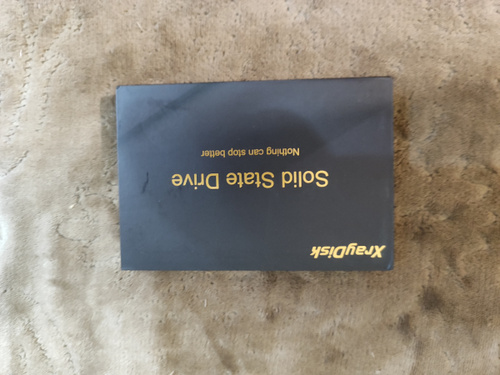 XrayDisk
Solid State Drive
Nothing can stop better